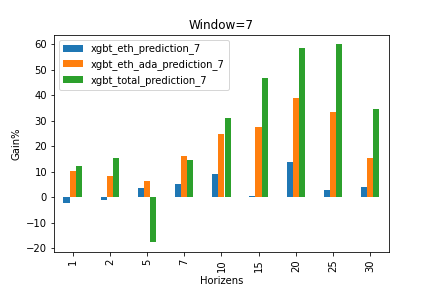 Window=7
xgbt_eth_prediction_7
xgbt_eth_ada_prediction_7
xgbt_total_prediction_7
Gain%
60
50
40
30
20
10
0
−10
−20
1 2 5 7 10 15 20 25 30
Horizens